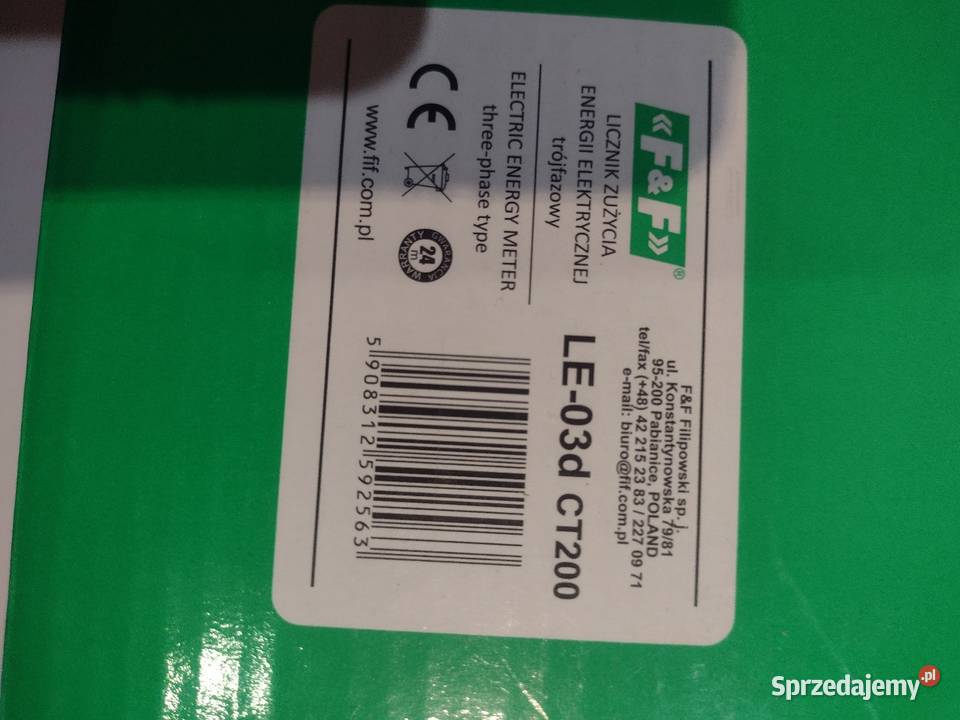 «F&F»®
LICZNIK ZUŻYCIA
ENERGII ELEKTRYCZNEJ
trójfazowy
ELECTRIC ENERGY METER
three-phase type
CE
GWARANCJA
24
m
WARRANTY
www.fif.com.pl
F&F Filipowski sp. j.
ul. Konstantynowska 79/81
95-200 Pabianice, POLAND
tel/fax (+48) 42 215 23 83 / 227 09 71
e-mail: biuro@fif.com.pl
LE-03d CT200
5 908312 592563
Sprzedajemy.pl